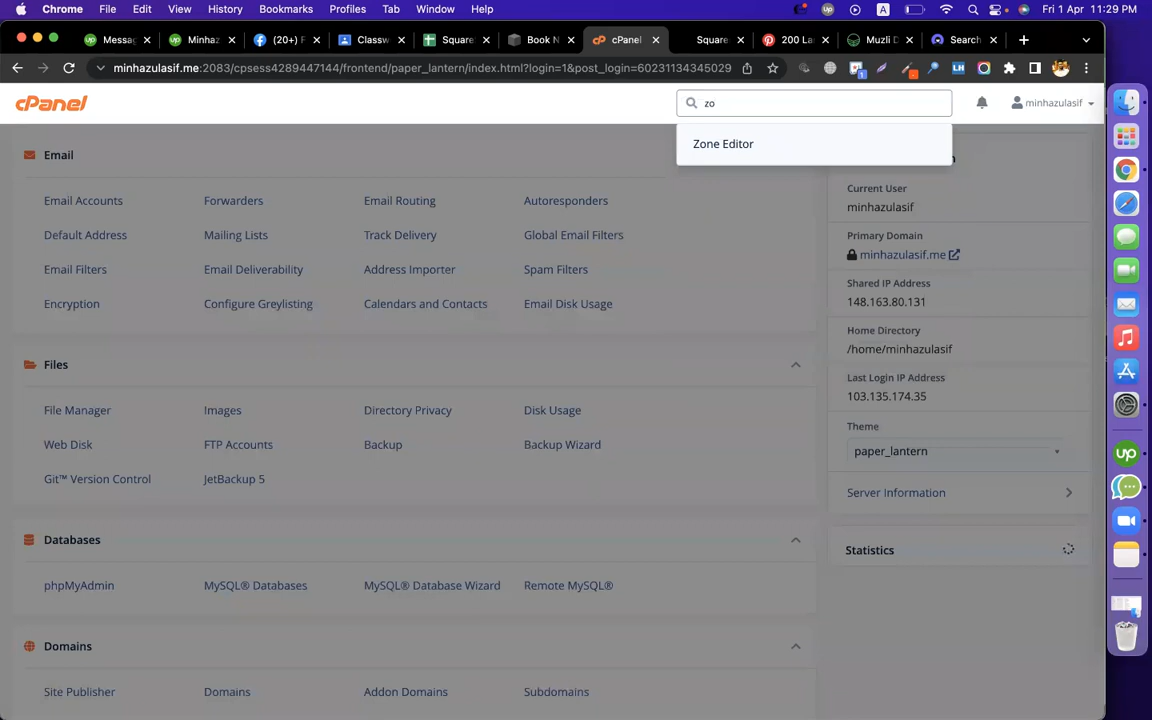 Chrome File Edit View History Bookmarks Profiles Tab Window Help
A
Fri 1 Apr 11:29 PM
up Messa
up Minhaz
(20+) F
Classw
Square
Book N
cPanel
Square
200 La
Muzli D
Search
minhazulasif.me:2083/cpsess4289447144/frontend/paper_lantern/index.html?login=1&post_login=60231134345029
1
LH
cPanel
zo
minhazulasif
Zone Editor
Email
Email Accounts Forwarders Email Routing Autoresponders
Default Address Mailing Lists Track Delivery Global Email Filters
Email Filters Email Deliverability Address Importer Spam Filters
Encryption Configure Greylisting Calendars and Contacts Email Disk Usage
Files
File Manager Images Directory Privacy Disk Usage
Web Disk FTP Accounts Backup Backup Wizard
Git™ Version Control JetBackup 5
Databases
phpMyAdmin MySQL® Databases MySQL® Database Wizard Remote MySQL®
Domains
Site Publisher Domains Addon Domains Subdomains
Current User
minhazulasif
Primary Domain
minhazulasif.me
Shared IP Address
148.163.80.131
Home Directory
/home/minhazulasif
Last Login IP Address
103.135.174.35
Theme
paper_lantern
Server Information
Statistics
up